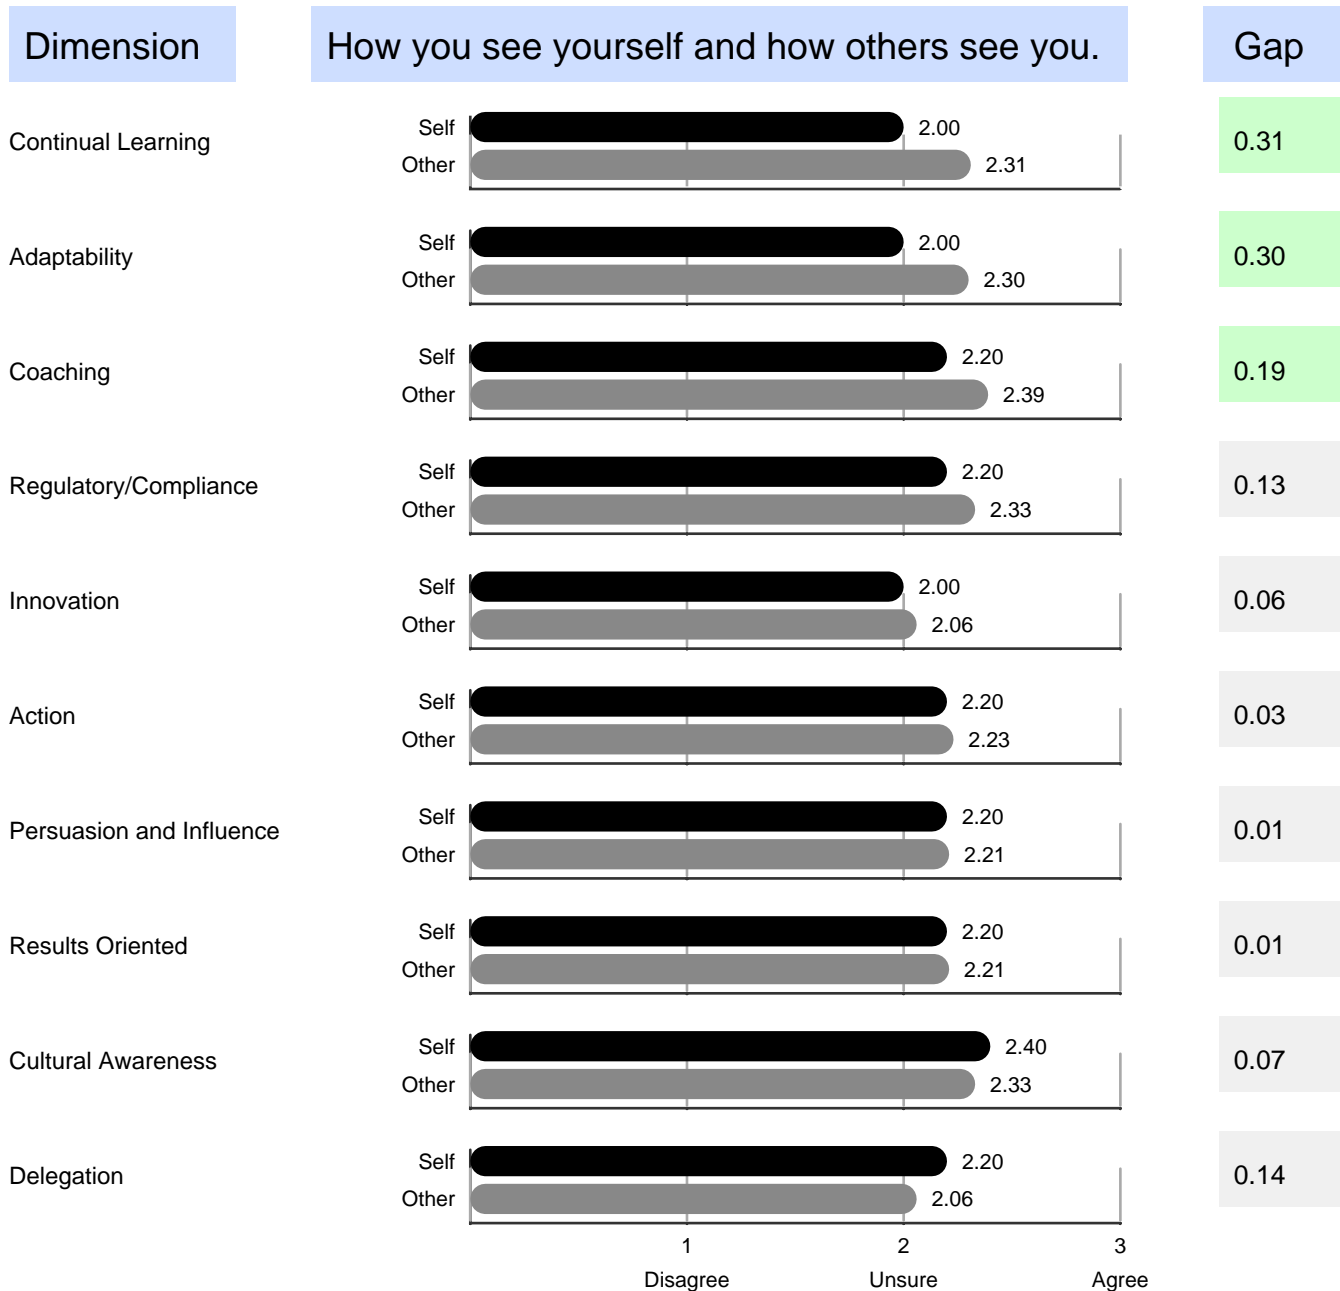 Dimension How you see yourself and how others see you. Gap
Continual Learning
Self 2.00
Other 2.31
0.31
Adaptability
Self 2.00
Other 2.30
0.30
Coaching
Self 2.20
Other 2.39
0.19
Regulatory/Compliance
Self 2.20
Other 2.33
0.13
Innovation
Self 2.00
Other 2.06
0.06
Action
Self 2.20
Other 2.23
0.03
Persuasion and Influence
Self 2.20
Other 2.21
0.01
Results Oriented
Self 2.20
Other 2.21
0.01
Cultural Awareness
Self 2.40
Other 2.33
0.07
Delegation
Self 2.20
Other 2.06
0.14
1 2 3
Disagree Unsure Agree